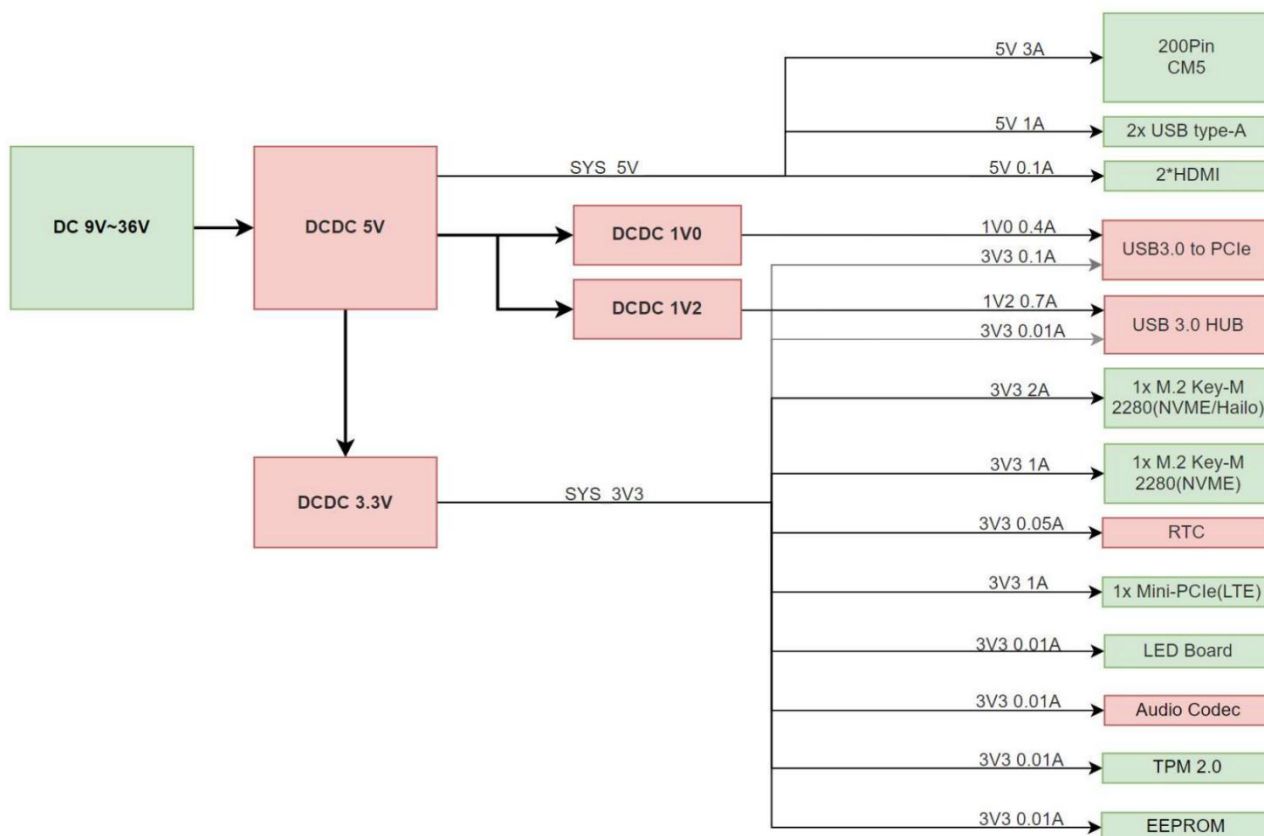 5V 3A
200Pin
CM5
5V 1A
2x USB type-A
SYS_5V
5V 0.1A
2*HDMI
DC 9V~36V
DCDC 5V
DCDC 1V0
1V0 0.4A
3V3 0.1A
USB3.0 to PCIe
DCDC 1V2
1V2 0.7A
3V3 0.01A
USB 3.0 HUB
3V3 2A
1x M.2 Key-M
2280(NVME/Hailo)
3V3 1A
1x M.2 Key-M
2280(NVME)
DCDC 3.3V
SYS_3V3
3V3 0.05A
RTC
3V3 1A
1x Mini-PCIe(LTE)
3V3 0.01A
LED Board
3V3 0.01A
Audio Codec
3V3 0.01A
TPM 2.0
3V3 0.01A
EEPROM